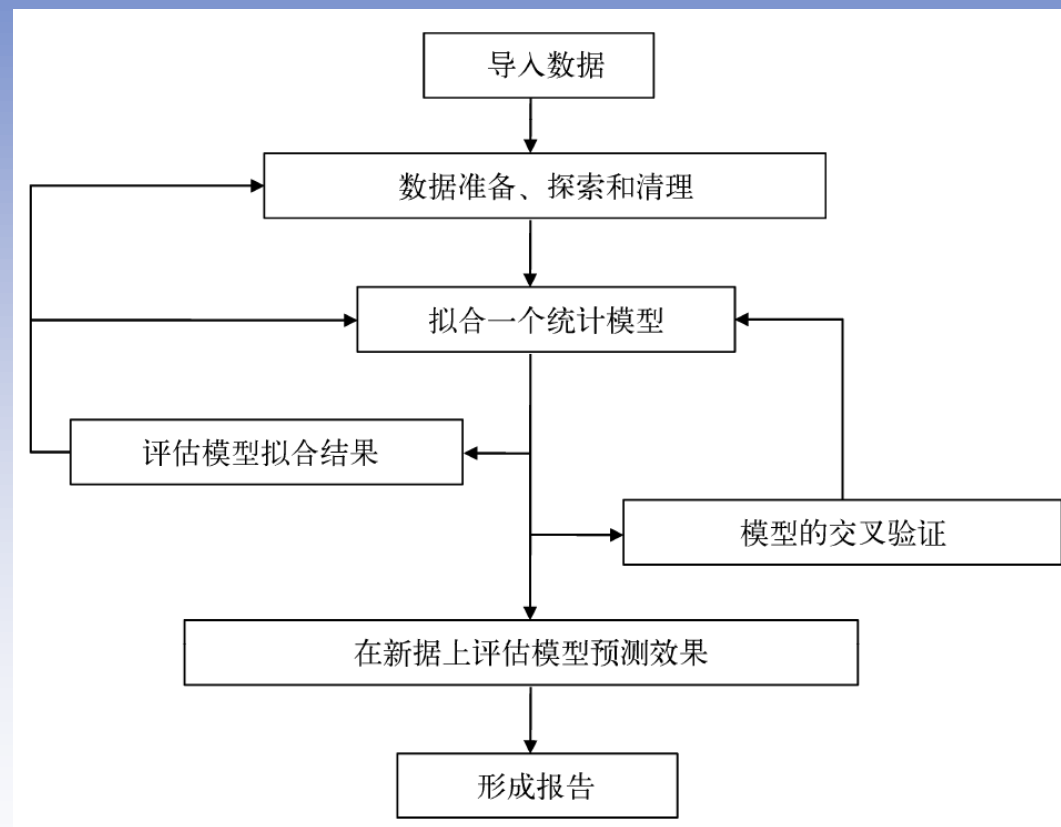 导入数据
数据准备、探索和清理
拟合一个统计模型
评估模型拟合结果
模型的交叉验证
在新据上评估模型预测效果
形成报告